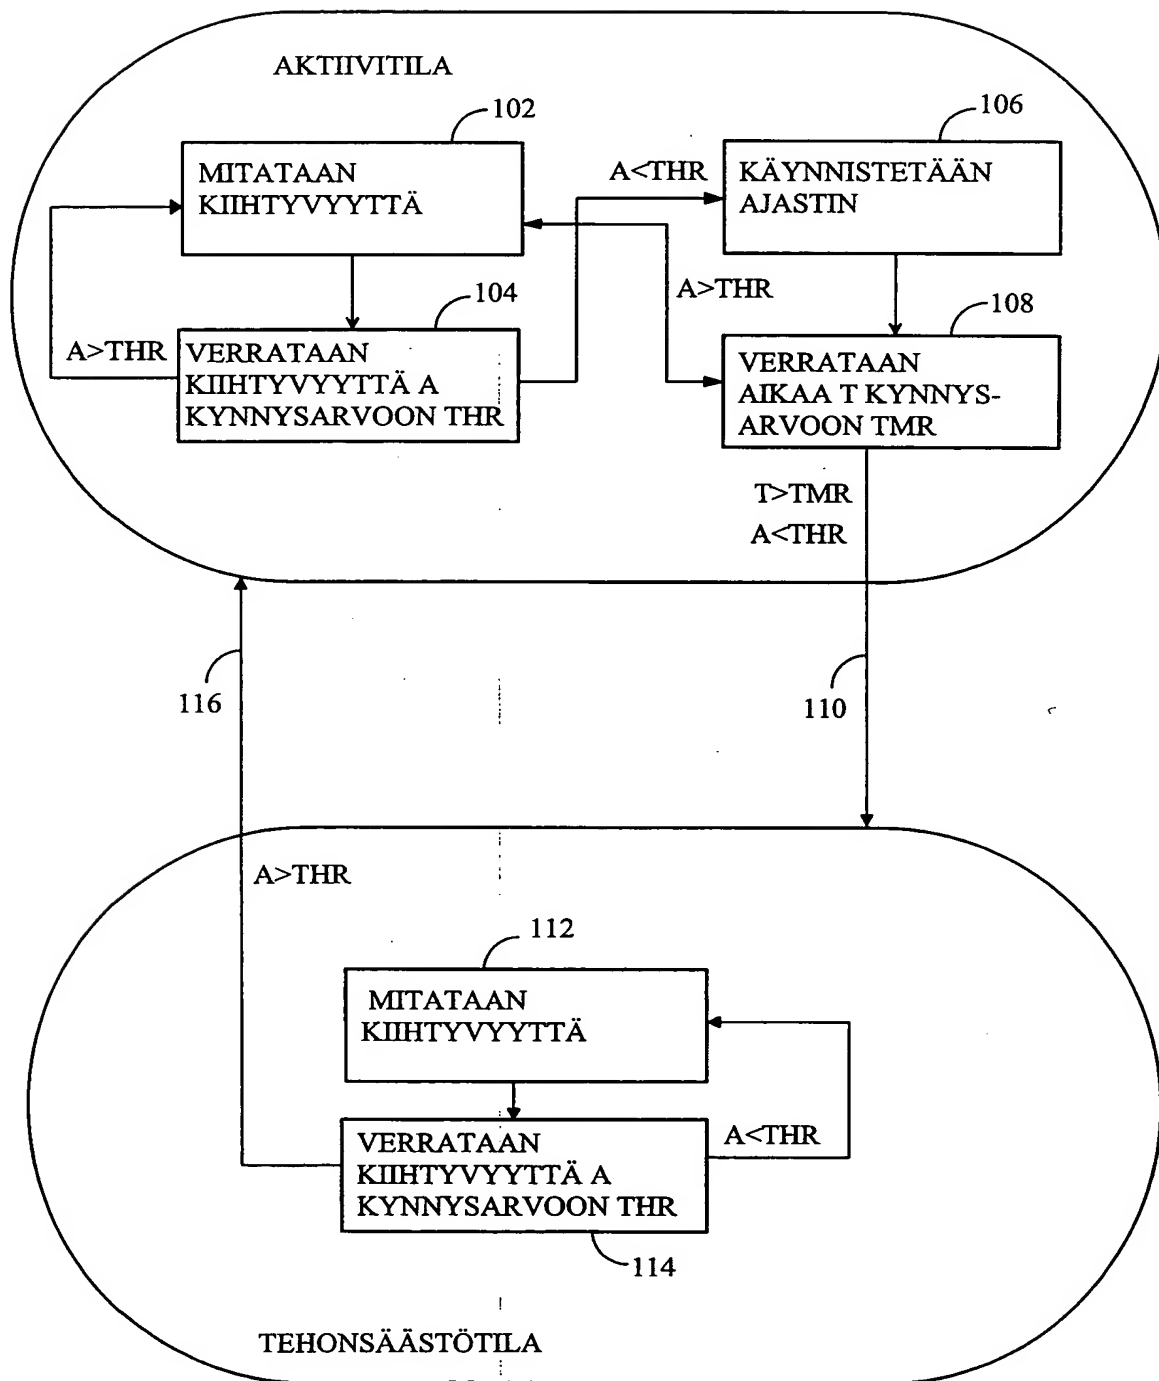 AKTIIVITILA
102
MITATAAN
KIIHTYVYYTTÄ
106
KÄYNNISTETÄÄN
AJASTIN
A<THR
A>THR
104
VERRATAAN
KIIHTYVYYTTÄ A
KYNNYSARVOON THR
A>THR
108
VERRATAAN
AIKAA T KYNNYS-
ARVOON TMR
T>TMR
A<THR
116
110
A>THR
112
MITATAAN
KIIHTYVYYTTÄ
VERRATAAN
KIIHTYVYYTTÄ A
KYNNYSARVOON THR
A<THR
114
TEHONSÄÄSTÖTILA